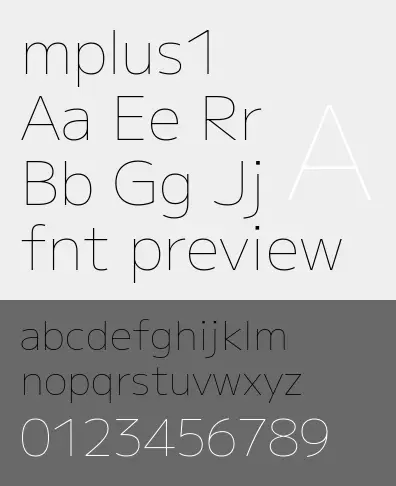 mplus1
Aa Ee Rr
A
Bb Gg Jj
fnt preview
abcdefghijklm
nopqrstuvwxyz
0123456789